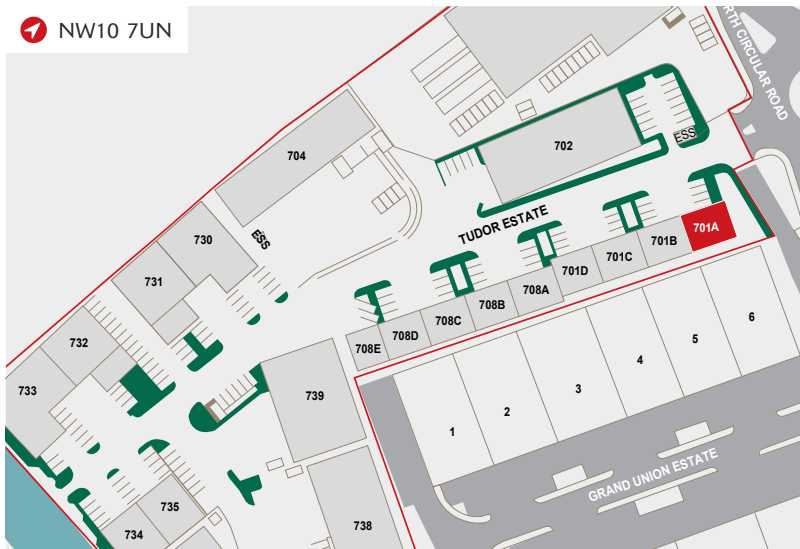 NW10 7UN
RTH CIRCULAR ROAD
704
702
ESS
TUDOR ESTATE
701A
701B
701C
701D
708A
708B
708C
708D
708E
730
ESS
731
732
733
739
738
735
734
1
2
3
4
5
6
GRAND UNION ESTATE